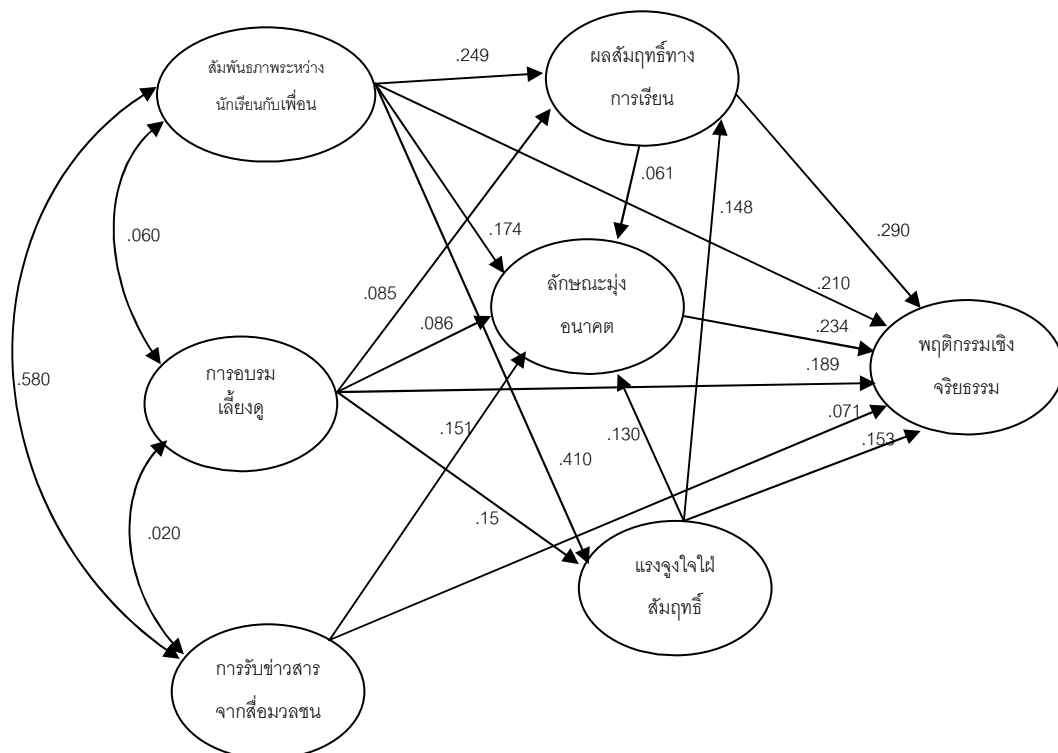 สัมพันธภาพระหว่าง
นักเรียนกับเพื่อน
.249
ผลสัมฤทธิ์ทาง
การเรียน
.061
.148
.060
.174
.290
.085
ลักษณะมุ่ง
อนาคต
.210
.086
.234
พฤติกรรมเชิง
จริยธรรม
.580
การอบรม
เลี้ยงดู
.189
.151
.130
.071
.153
.410
.15
.020
แรงจูงใจใฝ่
สัมฤทธิ์
การรับข่าวสาร
จากสื่อมวลชน